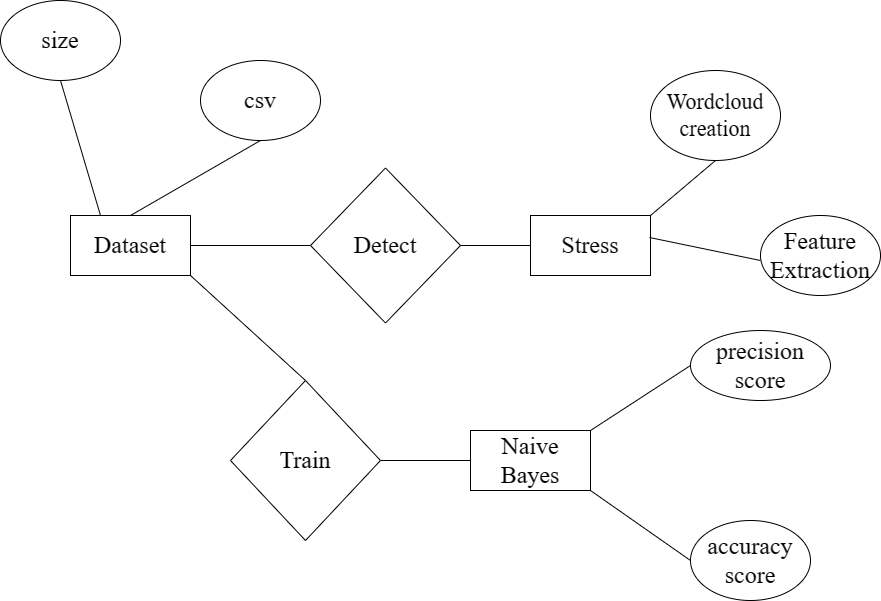 size
csv
Wordcloud
creation
Dataset
Detect
Stress
Feature
Extraction
precision
score
Train
Naive
Bayes
accuracy
score